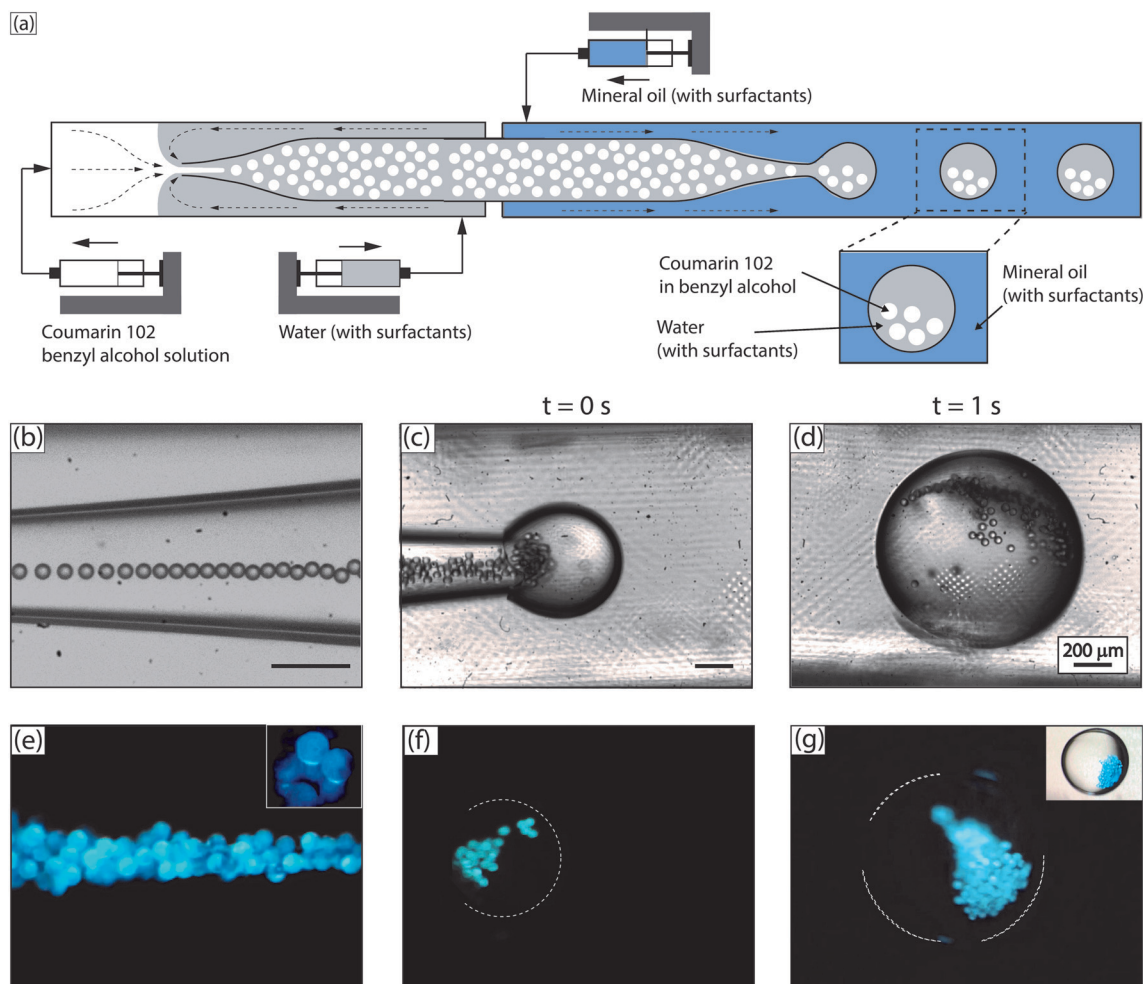 (a)
Mineral oil (with surfactants)
Coumarin 102
benzyl alcohol solution
Water (with surfactants)
Coumarin 102
in benzyl alcohol
Water
(with surfactants)
Mineral oil
(with surfactants)
t = 0 s
t = 1 s
(b)
(c)
(d)
200 μm
(e)
(f)
(g)